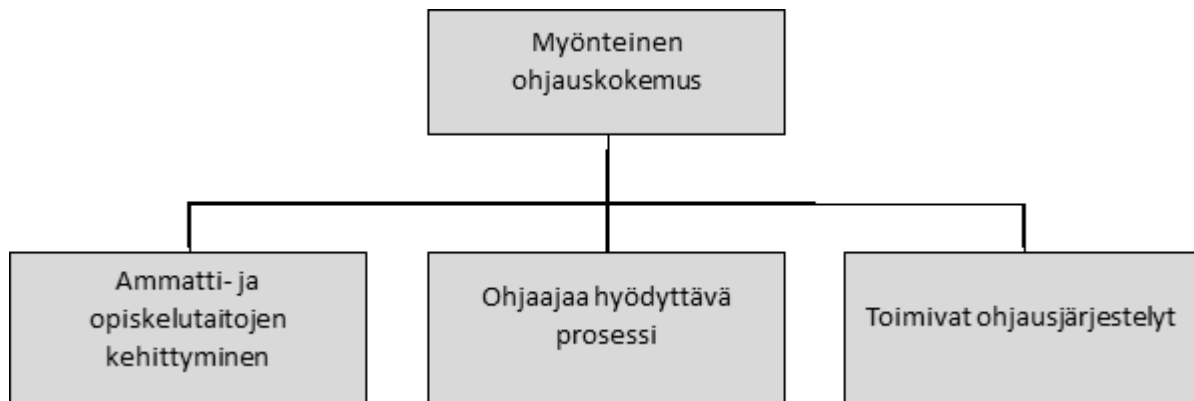 Myönteinen
ohjauskokemus
Ammatti- ja
opiskelutaitojen
kehittyminen
Ohjaajaa hyödyttävä
prosessi
Toimivat ohjausjärjestelyt